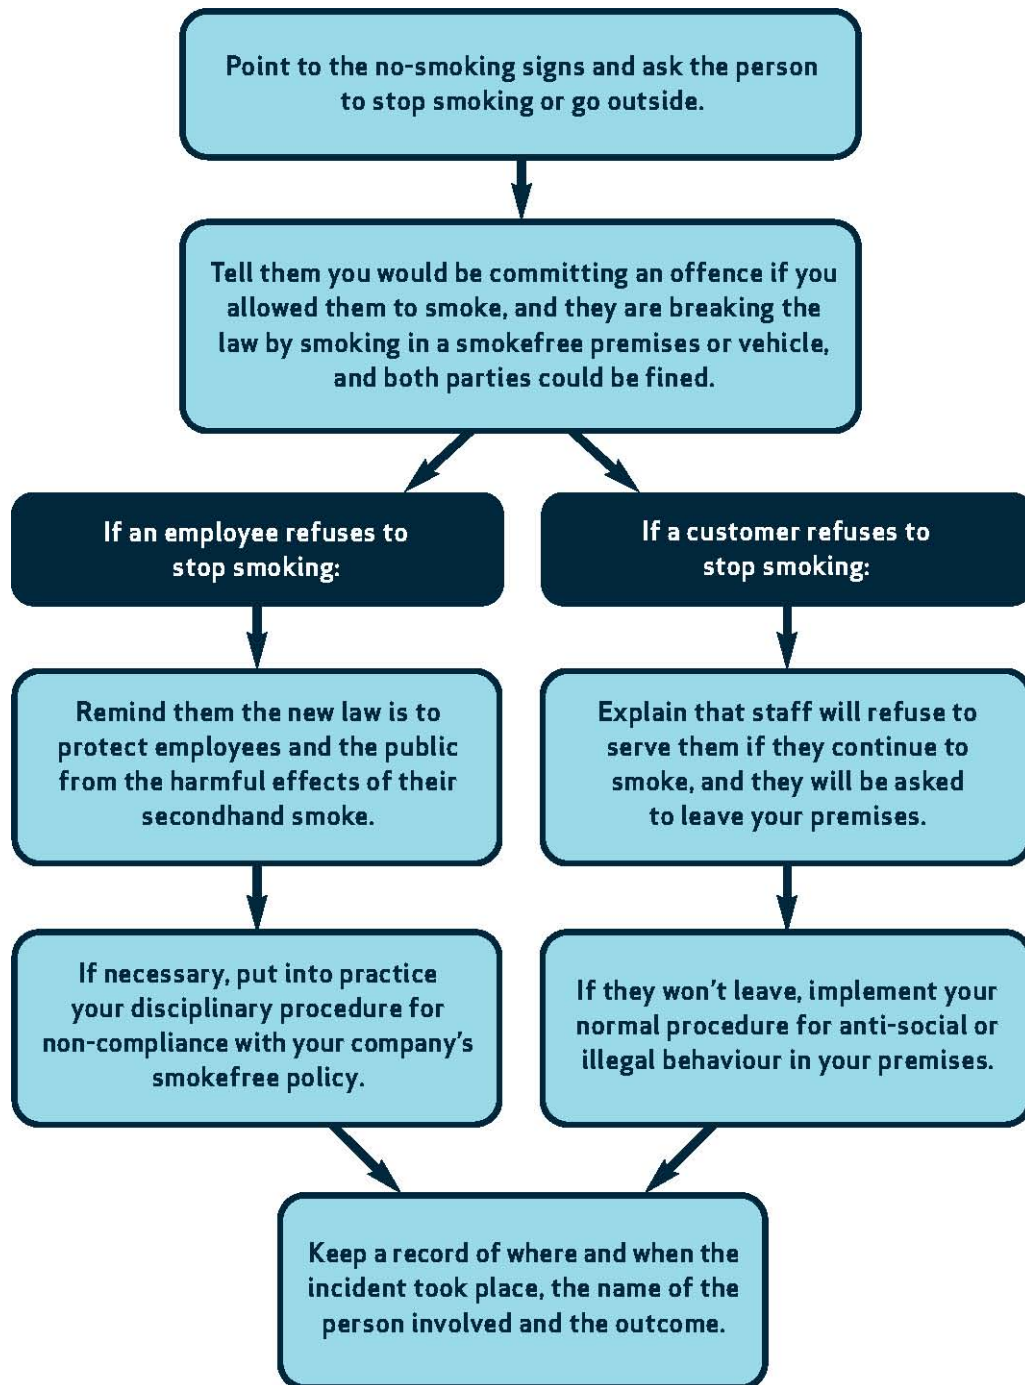 Point to the no-smoking signs and ask the person
to stop smoking or go outside.
Tell them you would be committing an offence if you
allowed them to smoke, and they are breaking the
law by smoking in a smokefree premises or vehicle,
and both parties could be fined.
If an employee refuses to
stop smoking:
Remind them the new law is to
protect employees and the public
from the harmful effects of their
secondhand smoke.
If necessary, put into practice
your disciplinary procedure for
non-compliance with your company's
smokefree policy.
If a customer refuses to
stop smoking:
Explain that staff will refuse to
serve them if they continue to
smoke, and they will be asked
to leave your premises.
If they won't leave, implement your
normal procedure for anti-social or
illegal behaviour in your premises.
Keep a record of where and when the
incident took place, the name of the
person involved and the outcome.